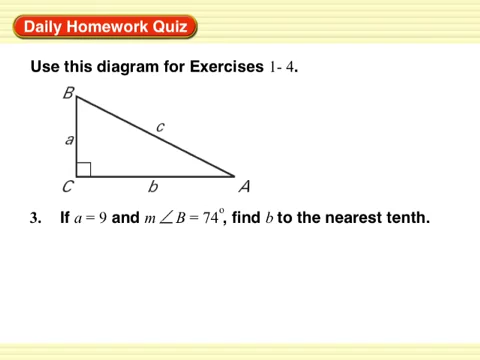 Daily Homework Quiz
Use this diagram for Exercises 1- 4.
B
c
a
C b A
3. If a = 9 and m∠B = 74°, find b to the nearest tenth.